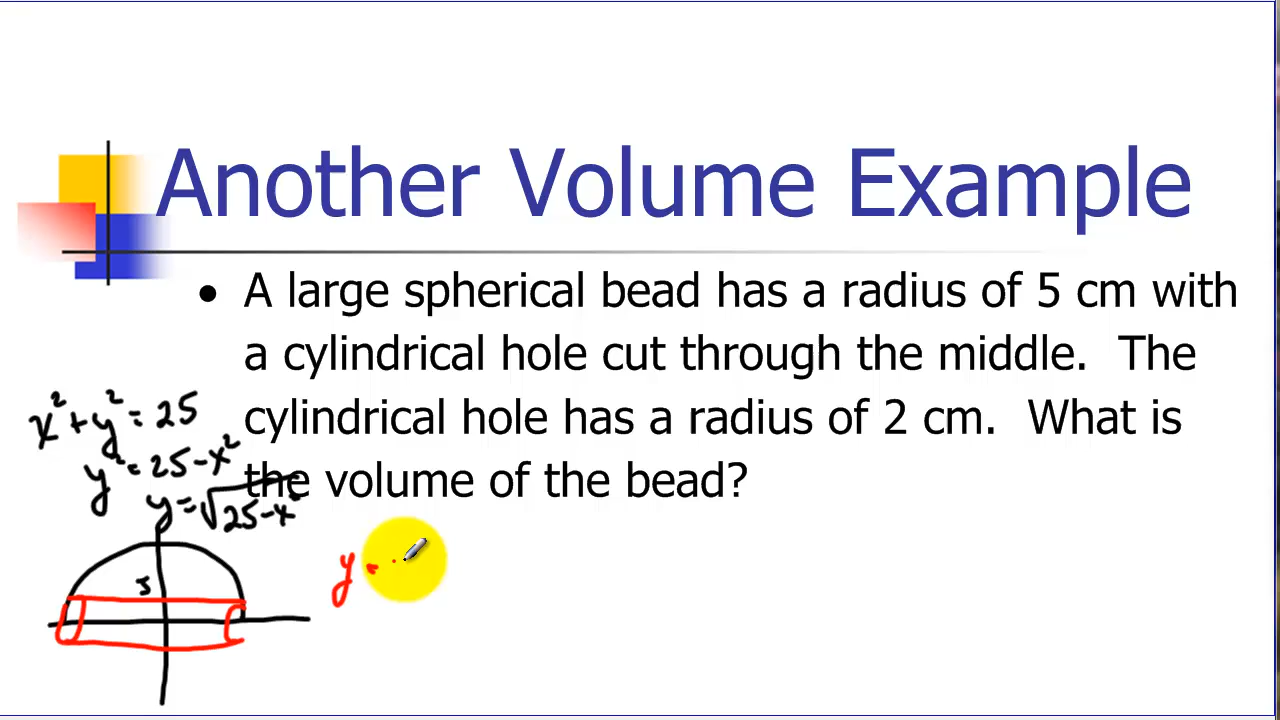 Another Volume Example
• A large spherical bead has a radius of 5 cm with
a cylindrical hole cut through the middle. The
cylindrical hole has a radius of 2 cm. What is
the volume of the bead?
x² + y² = 25
y² = 25 - x²
y = √25 - x²
5
y =